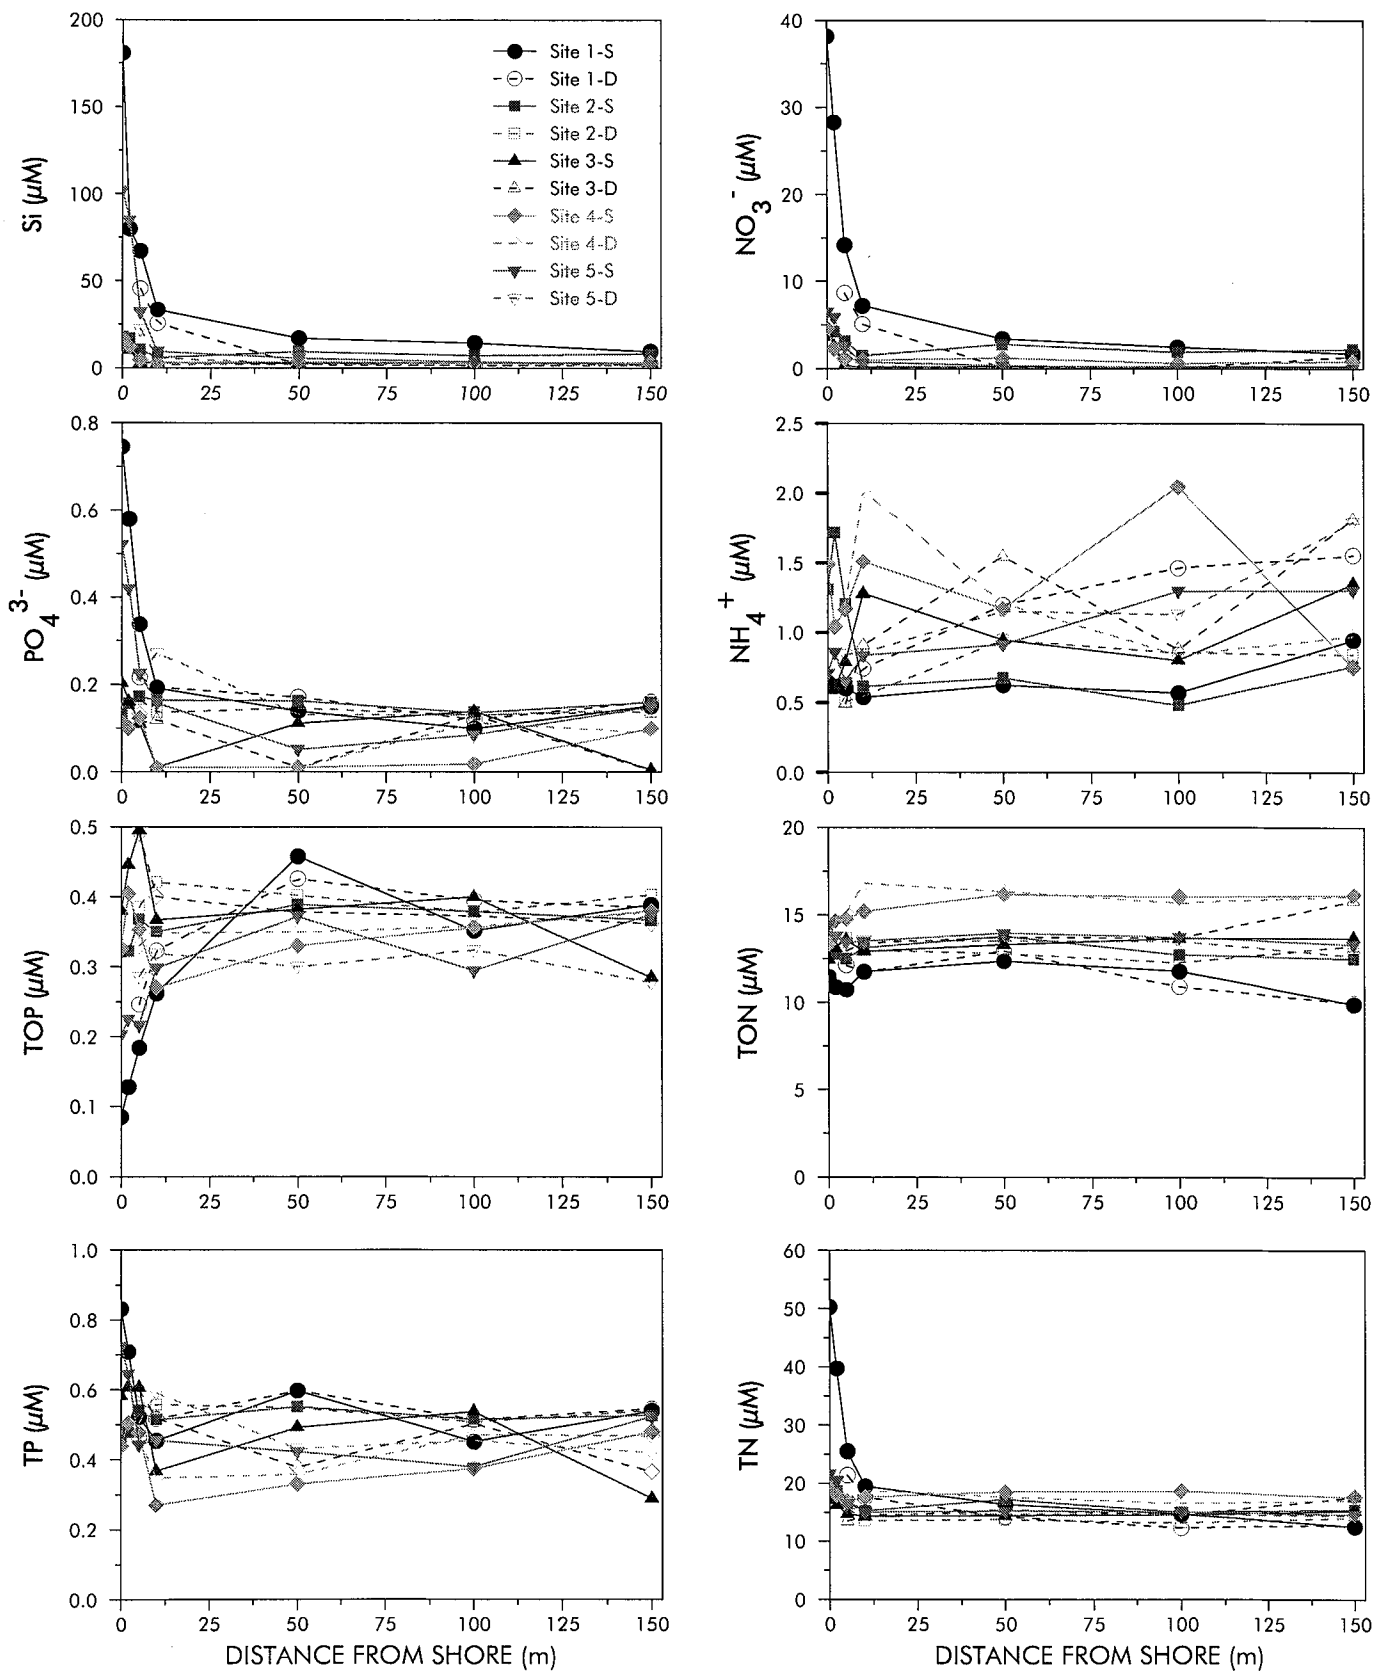 200
150
100
50
0
Si (µM)
Site 1-S
Site 1-D
Site 2-S
Site 2-D
Site 3-S
Site 3-D
Site 4-S
Site 4-D
Site 5-S
Site 5-D
0 25 50 75 100 125 150
40
30
20
10
0
NO3- (µM)
0 25 50 75 100 125 150
0.8
0.6
0.4
0.2
0.0
PO4 3- (µM)
0 25 50 75 100 125 150
2.5
2.0
1.5
1.0
0.5
0.0
NH4+ (µM)
0 25 50 75 100 125 150
0.5
0.4
0.3
0.2
0.1
0.0
TOP (µM)
0 25 50 75 100 125 150
20
15
10
5
0
TON (µM)
0 25 50 75 100 125 150
1.0
0.8
0.6
0.4
0.2
0.0
TP (µM)
0 25 50 75 100 125 150
DISTANCE FROM SHORE (m)
60
50
40
30
20
10
0
TN (µM)
0 25 50 75 100 125 150
DISTANCE FROM SHORE (m)